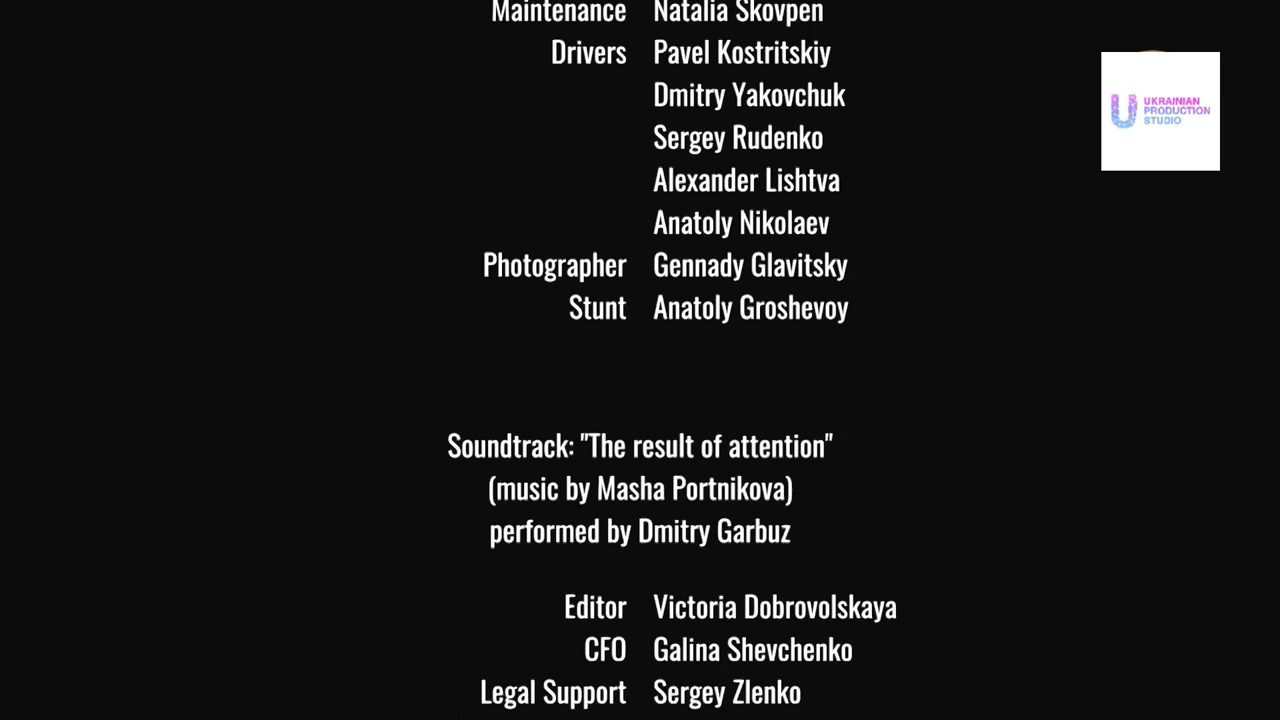 Maintenance Natalia Skovpen
Drivers Pavel Kostritskiy
Dmitry Yakovchuk
Sergey Rudenko
Alexander Lishtva
Anatoly Nikolaev
Photographer Gennady Glavitsky
Stunt Anatoly Groshevoy
UKRAINIAN
PRODUCTION
STUDIO
Soundtrack: "The result of attention"
(music by Masha Portnikova)
performed by Dmitry Garbuz
Editor Victoria Dobrovolskaya
CFO Galina Shevchenko
Legal Support Sergey Zlenko